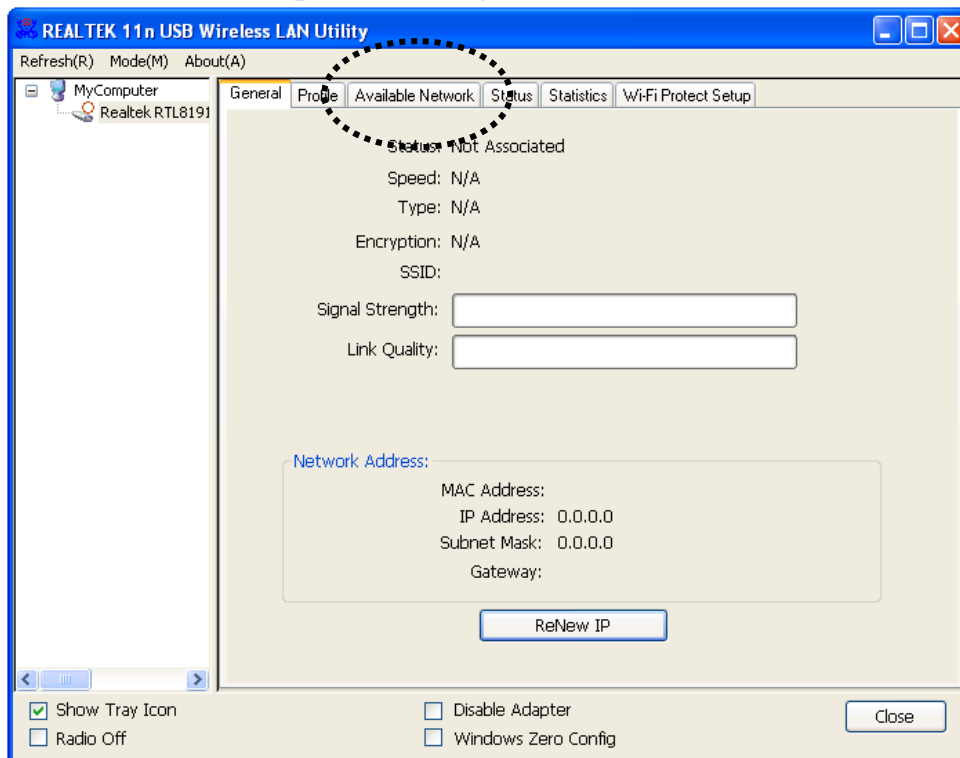 REALTEK 11n USB Wireless LAN Utility
Refresh(R) Mode(M) About(A)
MyComputer
Realtek RTL8191
General Profile Available Network Status Statistics Wi-Fi Protect Setup
Status: Not Associated
Speed: N/A
Type: N/A
Encryption: N/A
SSID:
Signal Strength:
Link Quality:
Network Address:
MAC Address:
IP Address: 0.0.0.0
Subnet Mask: 0.0.0.0
Gateway:
ReNew IP
Show Tray Icon Disable Adapter
Close
Radio Off Windows Zero Config